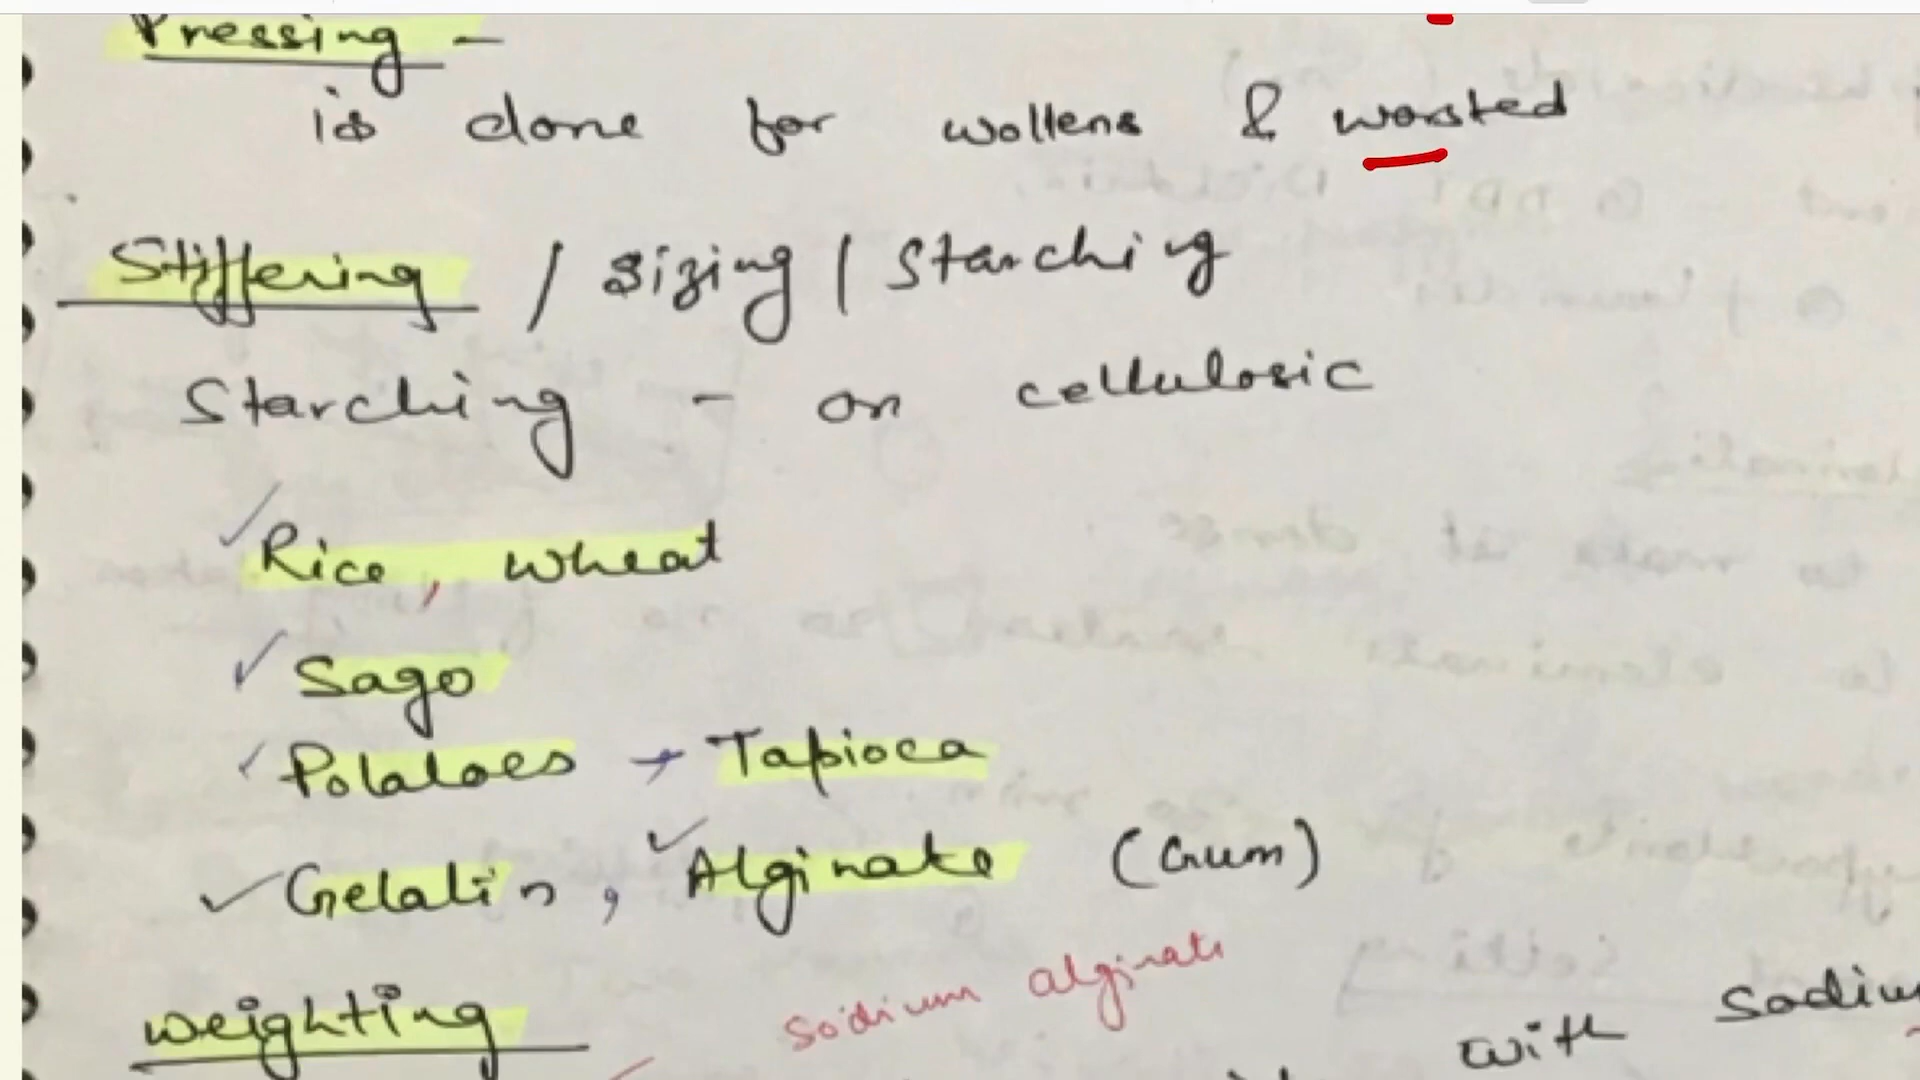 Pressing -
is done for wollens & worsted
Stiffering / Sizing / Starching
Starching - on cellulosic
Rice, wheat
Sago
Potatoes → Tapioca
Gelatin, Alginate (Gum)
sodium alginate
weighting
with Sodiu